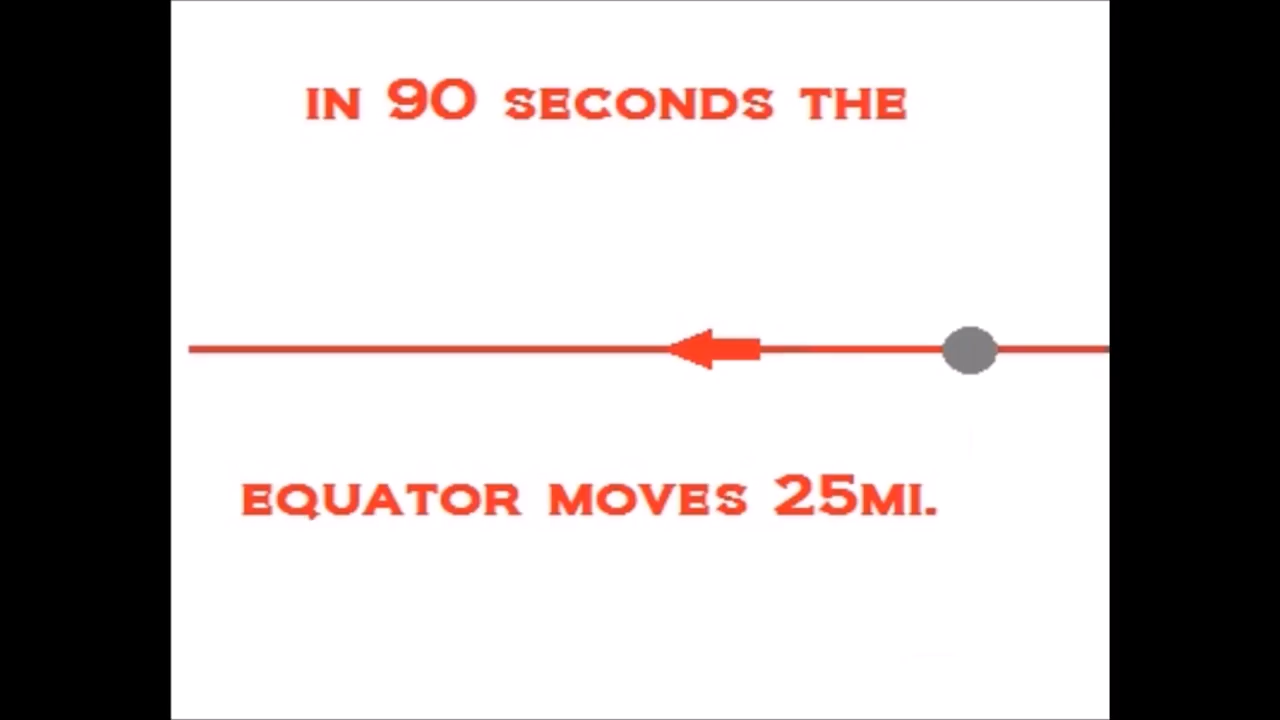 IN 90 SECONDS THE
EQUATOR MOVES 25MI.